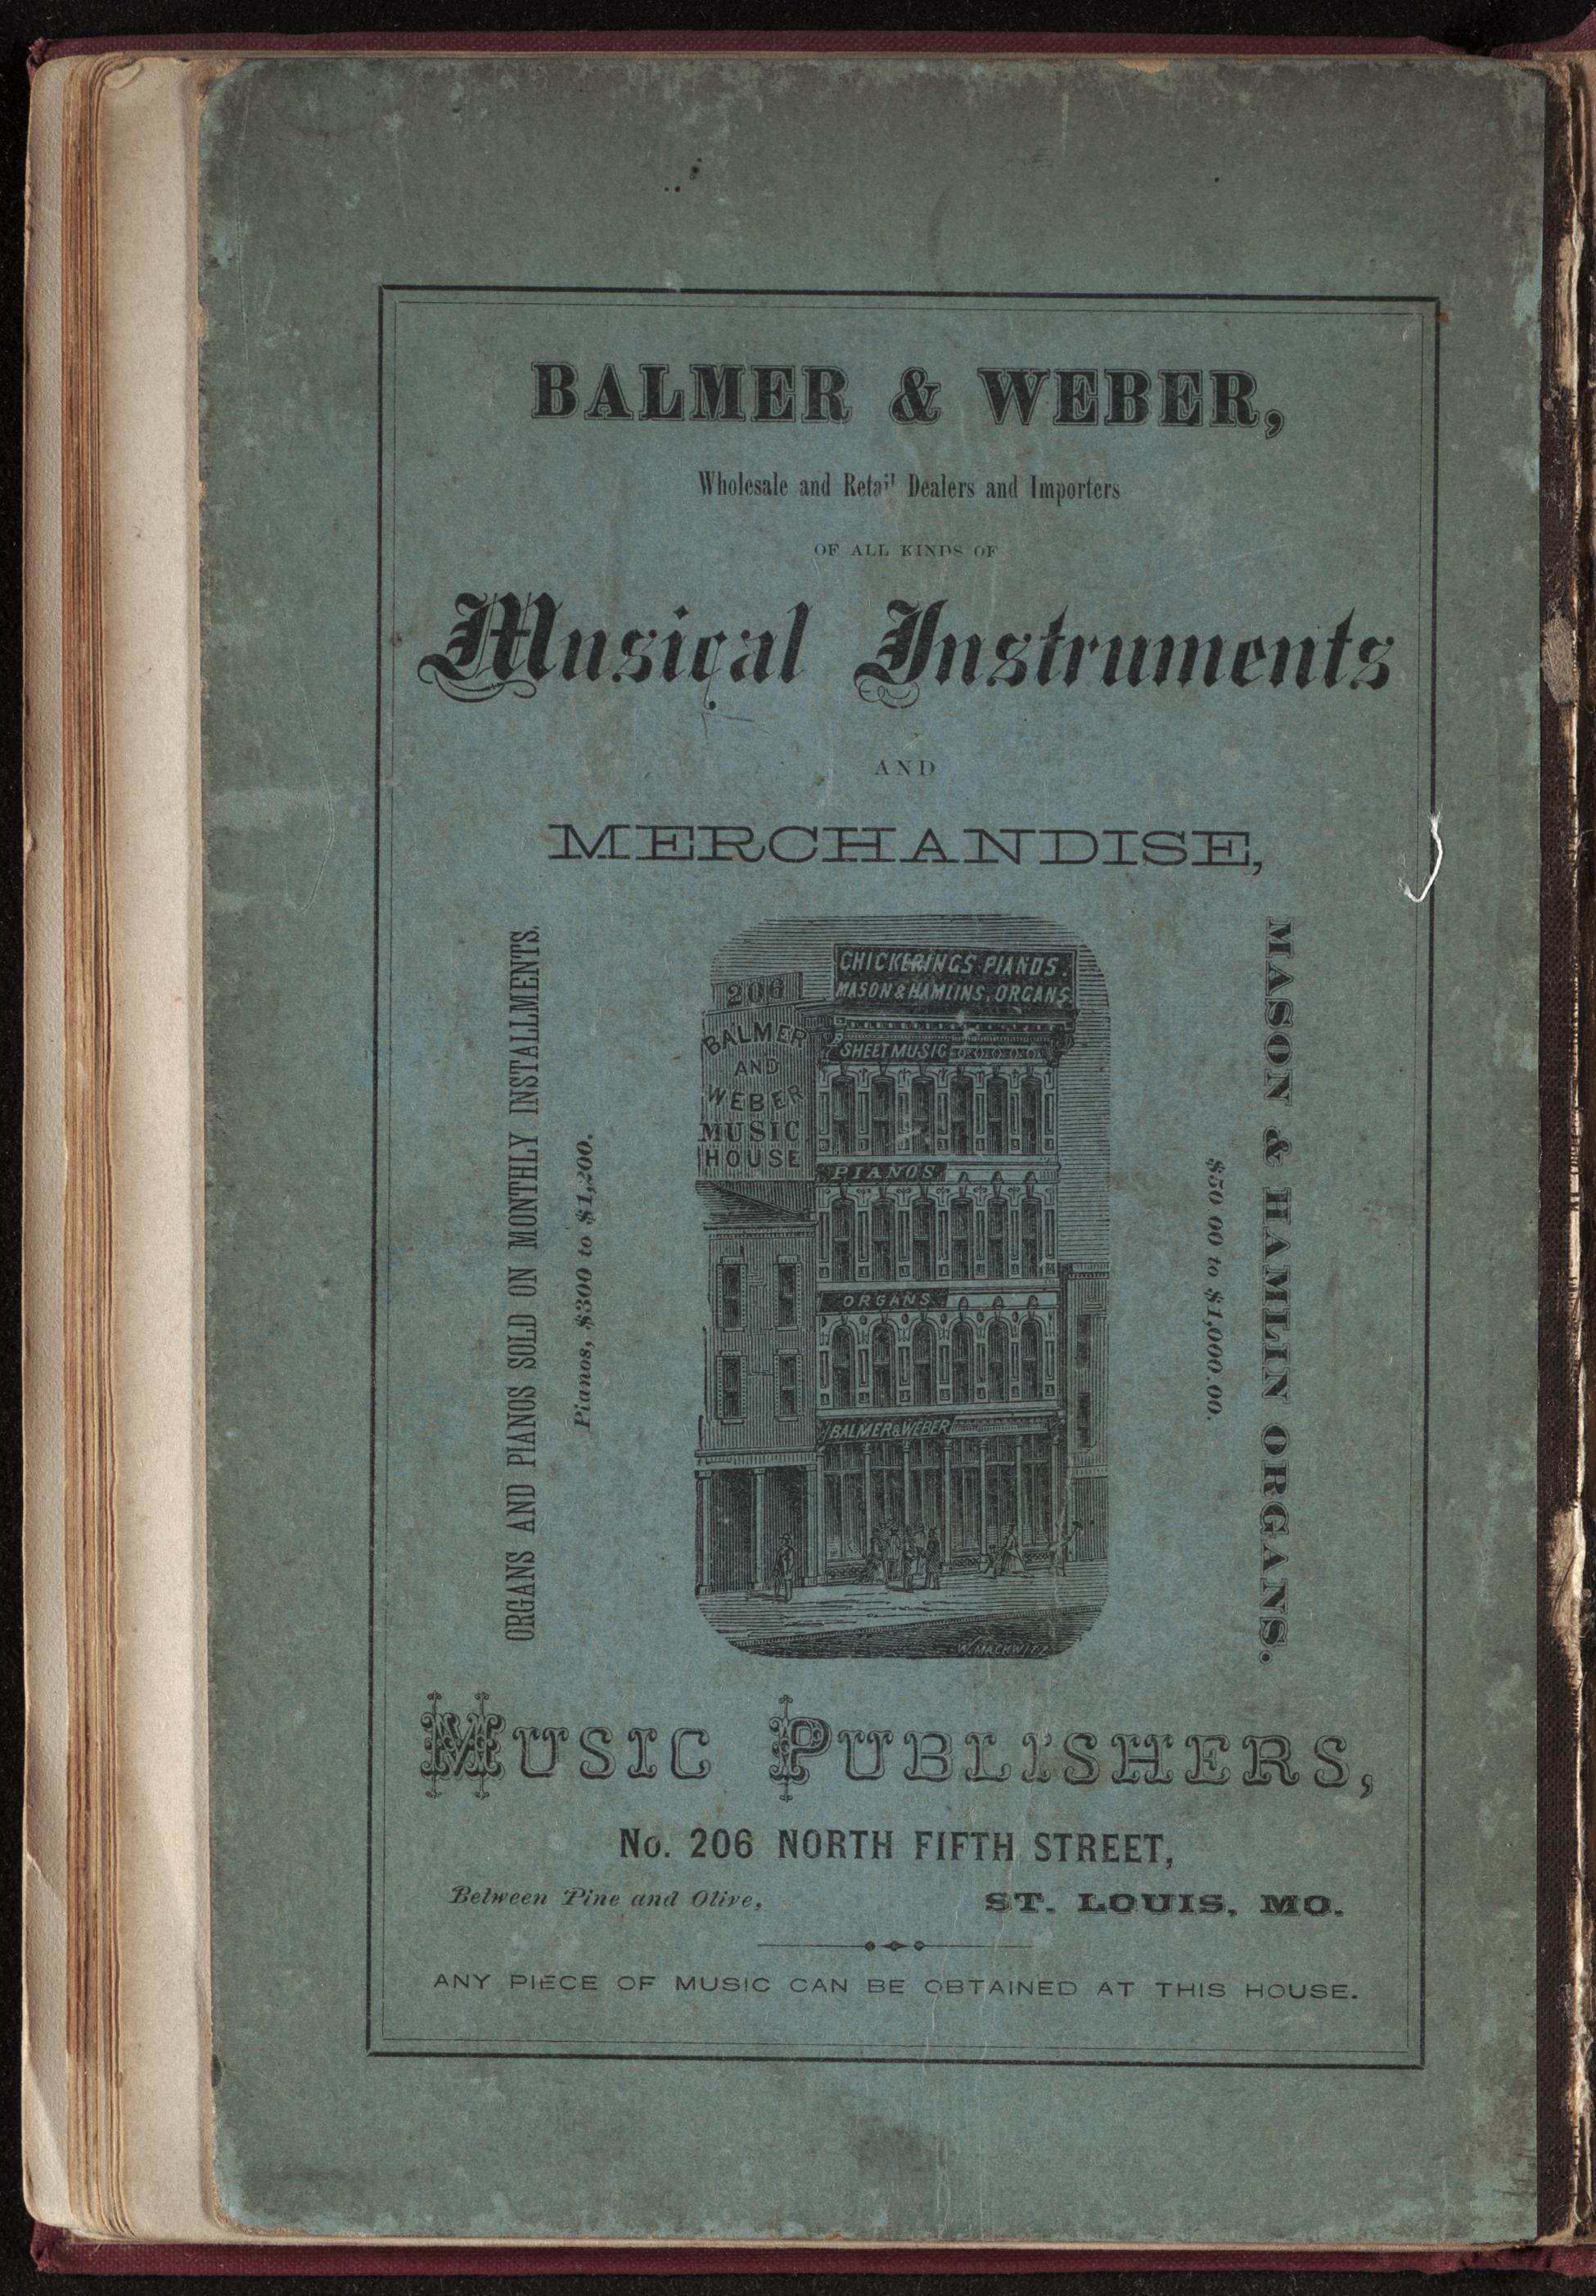 BALMER & WEBER,
Wholesale and Retail Dealers and Importers
OF ALL KINDS OF
Musical Instruments
AND
MERCHANDISE,
ORGANS AND PIANOS SOLD ON MONTHLY INSTALLMENTS.
Pianos, $300 to $1,200.
CHICKERINGS PIANOS.
MASON & HAMLINS, ORGANS
206
BALMER
AND
WEBER
MUSIC
HOUSE
SHEET MUSIC
PIANOS
ORGANS
BALMER & WEBER
W. MACKWITZ
$50 00 to $1,000.00.
MASON & HAMLIN ORGANS.
MUSIC PUBLISHERS,
No. 206 NORTH FIFTH STREET,
Between Pine and Olive, ST. LOUIS, MO.
ANY PIECE OF MUSIC CAN BE OBTAINED AT THIS HOUSE.